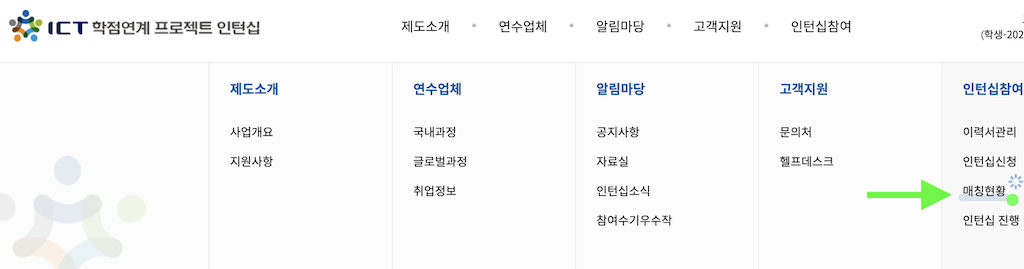 ICT 학점연계 프로젝트 인턴십
제도소개 • 연수업체 • 알림마당 • 고객지원 • 인턴십참여
(학생-202
제도소개
사업개요
지원사항
연수업체
국내과정
글로벌과정
취업정보
알림마당
공지사항
자료실
인턴십소식
참여수기우수작
고객지원
문의처
헬프데스크
인턴십참여
이력서관리
인턴십신청
매칭현황
인턴십 진행